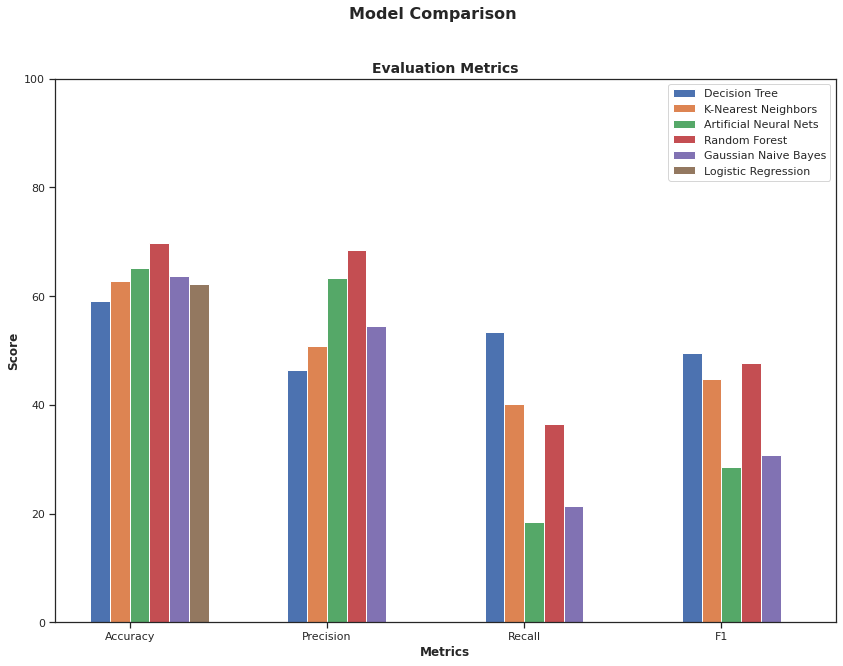 Model Comparison
Evaluation Metrics
Decision Tree
K-Nearest Neighbors
Artificial Neural Nets
Random Forest
Gaussian Naive Bayes
Logistic Regression
100
80
60
40
20
0
Score
Accuracy
Precision
Recall
F1
Metrics